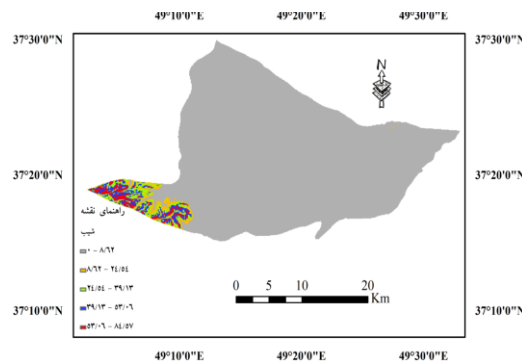 49°10'0"E 49°20'0"E 49°30'0"E
37°30'0"N 37°30'0"N
N
37°20'0"N 37°20'0"N
راهنمای نقشه
شیب
۰ - ۸/۶۲
۸/۶۲ - ۲۴/۵۴
۲۴/۵۴ - ۳۹/۱۳
۳۹/۱۳ - ۵۳/۰۶
۵۳/۰۶ - ۸۴/۵۷
0 5 10 20
Km
37°10'0"N 37°10'0"N
49°10'0"E 49°20'0"E 49°30'0"E